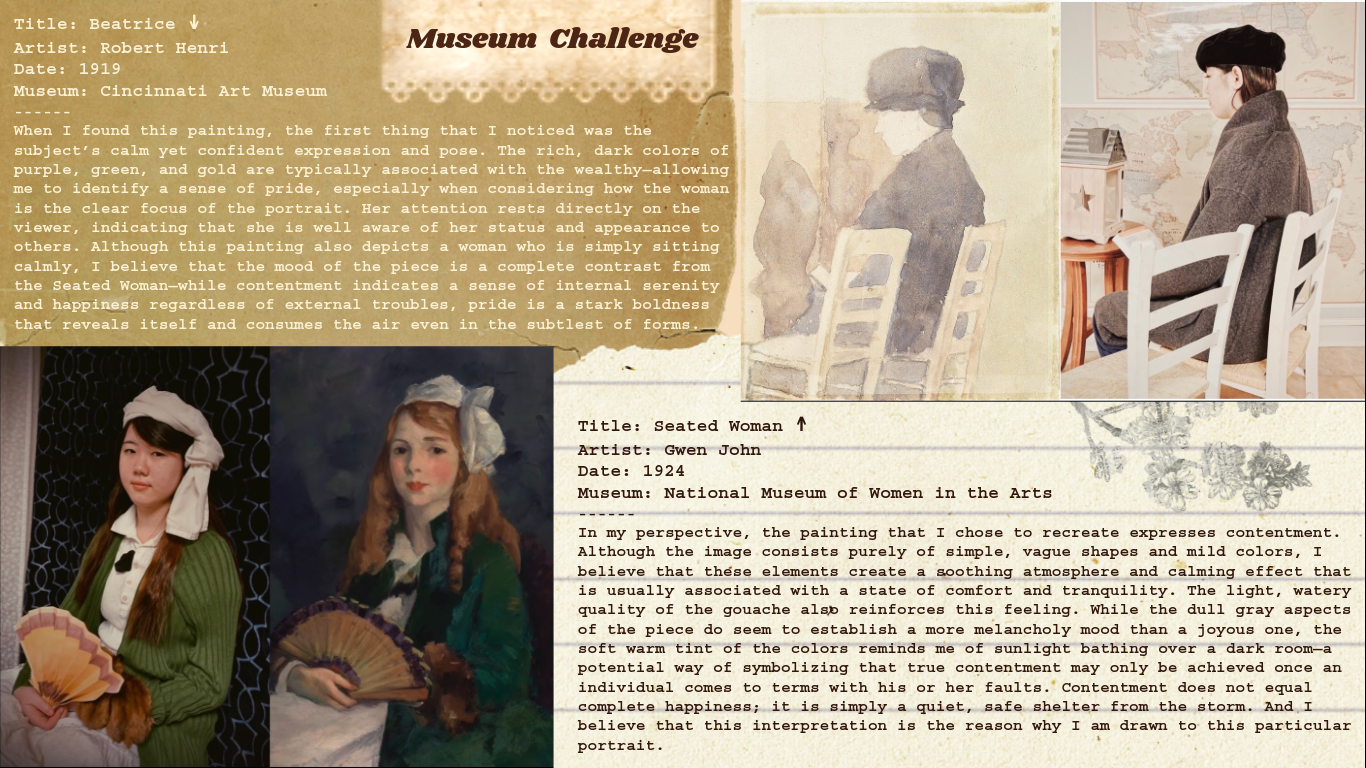 Title: Beatrice ↓
Artist: Robert Henri
Date: 1919
Museum: Cincinnati Art Museum
------
When I found this painting, the first thing that I noticed was the
subject's calm yet confident expression and pose. The rich, dark colors of
purple, green, and gold are typically associated with the wealthy—allowing
me to identify a sense of pride, especially when considering how the woman
is the clear focus of the portrait. Her attention rests directly on the
viewer, indicating that she is well aware of her status and appearance to
others. Although this painting also depicts a woman who is simply sitting
calmly, I believe that the mood of the piece is a complete contrast from
the Seated Woman—while contentment indicates a sense of internal serenity
and happiness regardless of external troubles, pride is a stark boldness
that reveals itself and consumes the air even in the subtlest of forms.
Museum Challenge
Title: Seated Woman ↑
Artist: Gwen John
Date: 1924
Museum: National Museum of Women in the Arts
------
In my perspective, the painting that I chose to recreate expresses contentment.
Although the image consists purely of simple, vague shapes and mild colors, I
believe that these elements create a soothing atmosphere and calming effect that
is usually associated with a state of comfort and tranquility. The light, watery
quality of the gouache also reinforces this feeling. While the dull gray aspects
of the piece do seem to establish a more melancholy mood than a joyous one, the
soft warm tint of the colors reminds me of sunlight bathing over a dark room—a
potential way of symbolizing that true contentment may only be achieved once an
individual comes to terms with his or her faults. Contentment does not equal
complete happiness; it is simply a quiet, safe shelter from the storm. And I
believe that this interpretation is the reason why I am drawn to this particular
portrait.